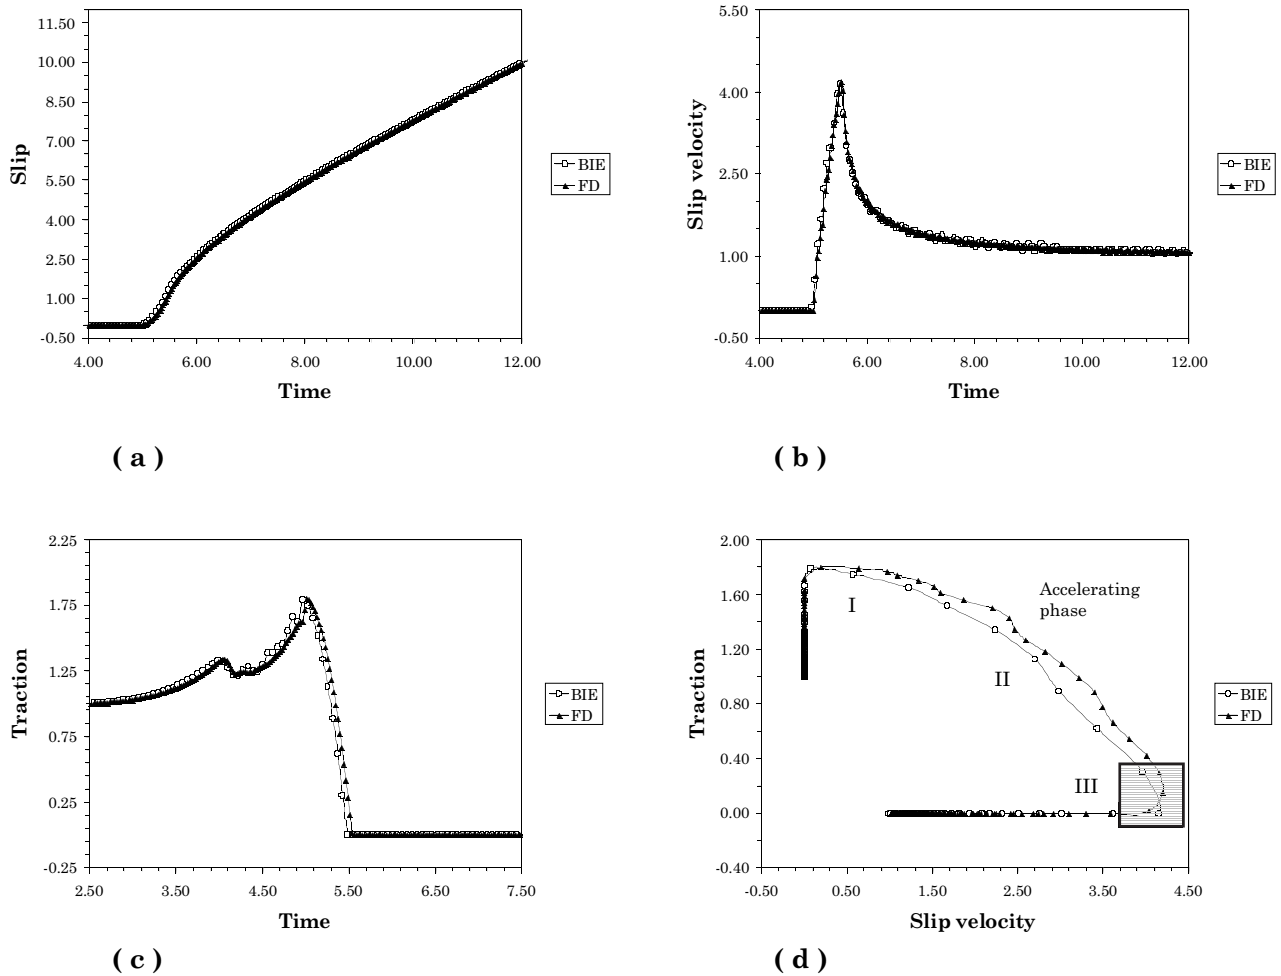 11.50
10.00
8.50
7.00
5.50
4.00
2.50
1.00
-0.50
Slip
4.00 6.00 8.00 10.00 12.00
Time
BIE
FD
( a )
5.50
4.00
2.50
1.00
-0.50
Slip velocity
4.00 6.00 8.00 10.00 12.00
Time
BIE
FD
( b )
2.25
1.75
1.25
0.75
0.25
-0.25
Traction
2.50 3.50 4.50 5.50 6.50 7.50
Time
BIE
FD
( c )
2.00
1.60
1.20
0.80
0.40
0.00
-0.40
Traction
Accelerating
phase
I
II
III
-0.50 0.50 1.50 2.50 3.50 4.50
Slip velocity
BIE
FD
( d )